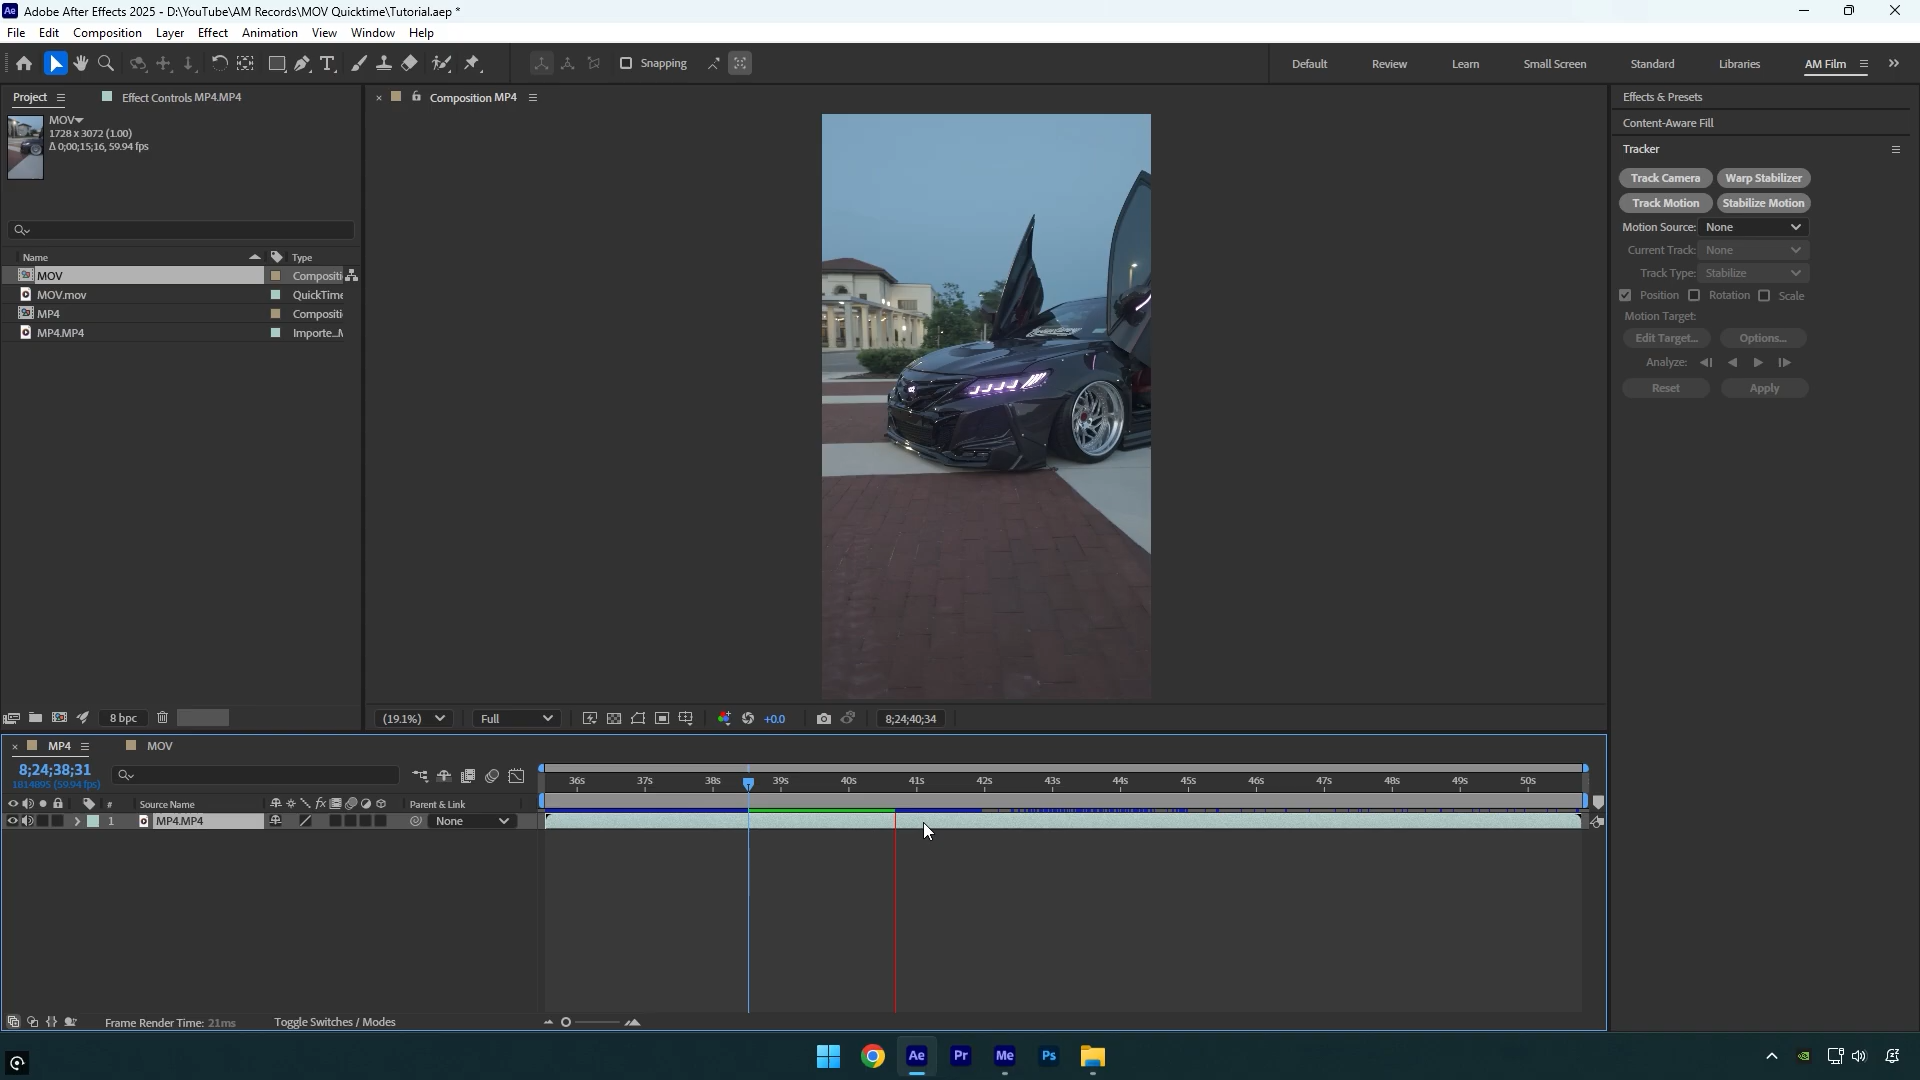 Ae Adobe After Effects 2025 - D:\YouTube\AM Records\MOV Quicktime\Tutorial.aep *
File Edit Composition Layer Effect Animation View Window Help
Snapping Default Review Learn Small Screen Standard Libraries AM Film
Project Effect Controls MP4.MP4
MOV
1728 x 3072 (1.00)
Δ 0;00;15;16, 59.94 fps
Composition MP4
Effects & Presets
Content-Aware Fill
Tracker
Track Camera Warp Stabilizer
Track Motion Stabilize Motion
Motion Source: None
Current Track: None
Track Type: Stabilize
Position Rotation Scale
Motion Target:
Edit Target... Options...
Analyze:
Reset Apply
Name Type
MOV Compositi
MOV.mov QuickTime
MP4 Compositi
MP4.MP4 Importe...M
8 bpc
(19.1%) Full +0.0 8;24;40;34
MP4 MOV
8;24;38;31
1814895 (59.94 fps)
36s 37s 38s 39s 40s 41s 42s 43s 44s 45s 46s 47s 48s 49s 50s
# Source Name fx Parent & Link
1 MP4.MP4 None
Frame Render Time: 21ms Toggle Switches / Modes
Ae Pr Me Ps